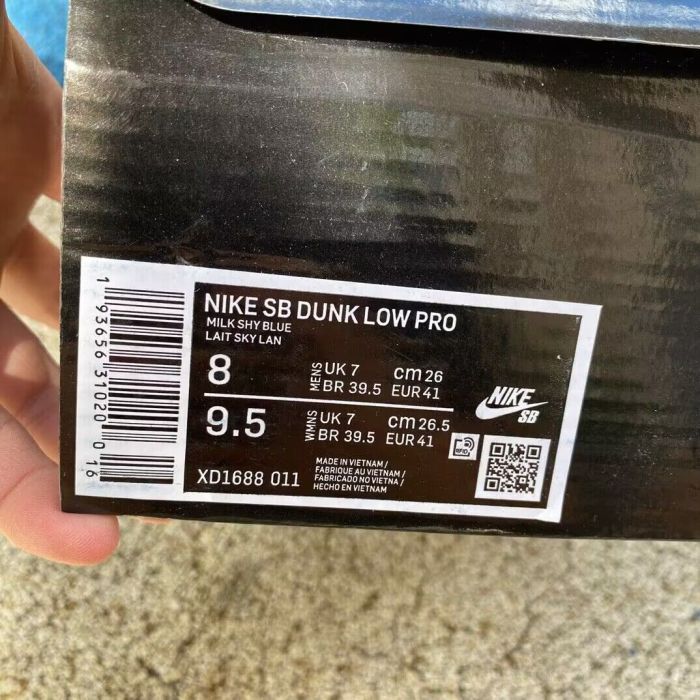 1 93656 31020 0 16
NIKE SB DUNK LOW PRO
MILK SHY BLUE
LAIT SKY LAN
8
MENS
UK 7 cm 26
BR 39.5 EUR 41
9.5
WMNS
UK 7 cm 26.5
BR 39.5 EUR 41
XD1688 011
MADE IN VIETNAM /
FABRIQUE AU VIETNAM /
FABRICADO NO VIETNA /
HECHO EN VIETNAM
RFID
NIKE
SB